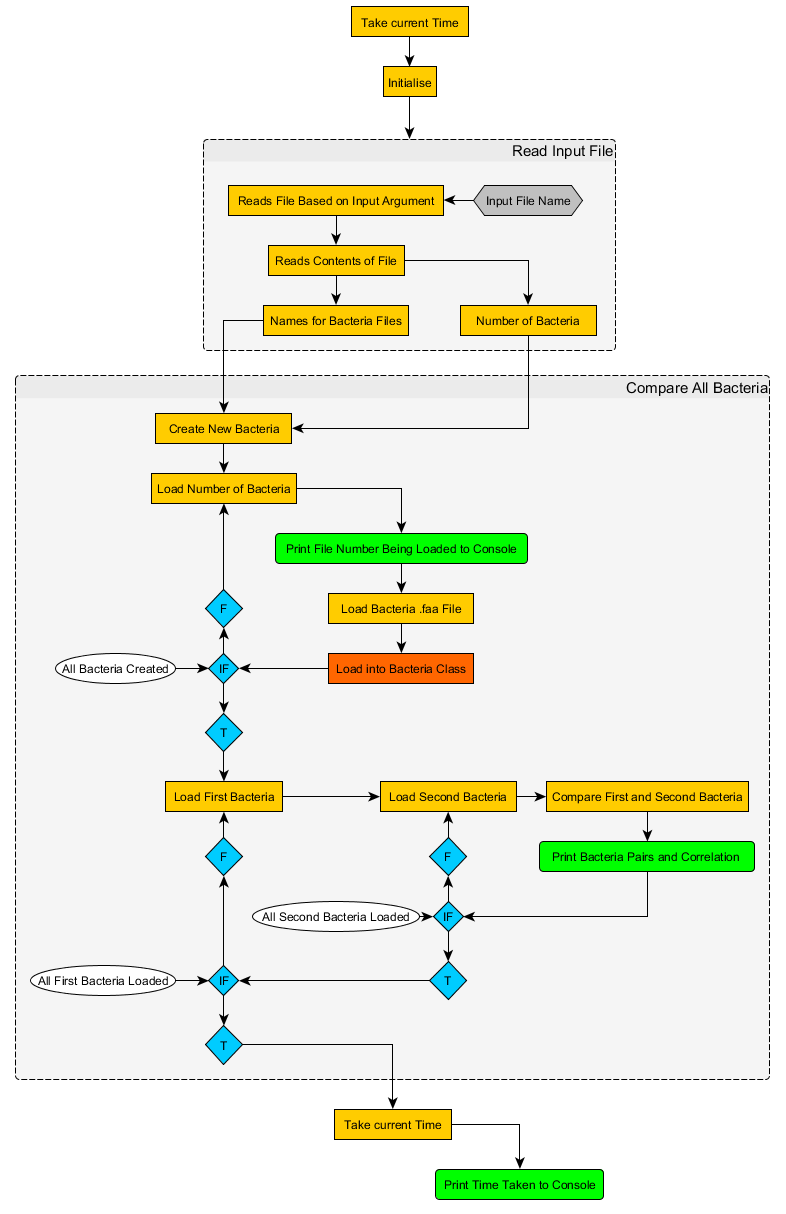 Take current Time
Initialise
Read Input File
Reads File Based on Input Argument
Input File Name
Reads Contents of File
Names for Bacteria Files
Number of Bacteria
Compare All Bacteria
Create New Bacteria
Load Number of Bacteria
Print File Number Being Loaded to Console
Load Bacteria .faa File
F
All Bacteria Created
IF
Load into Bacteria Class
T
Load First Bacteria
Load Second Bacteria
Compare First and Second Bacteria
F
F
Print Bacteria Pairs and Correlation
All Second Bacteria Loaded
IF
All First Bacteria Loaded
IF
T
T
Take current Time
Print Time Taken to Console